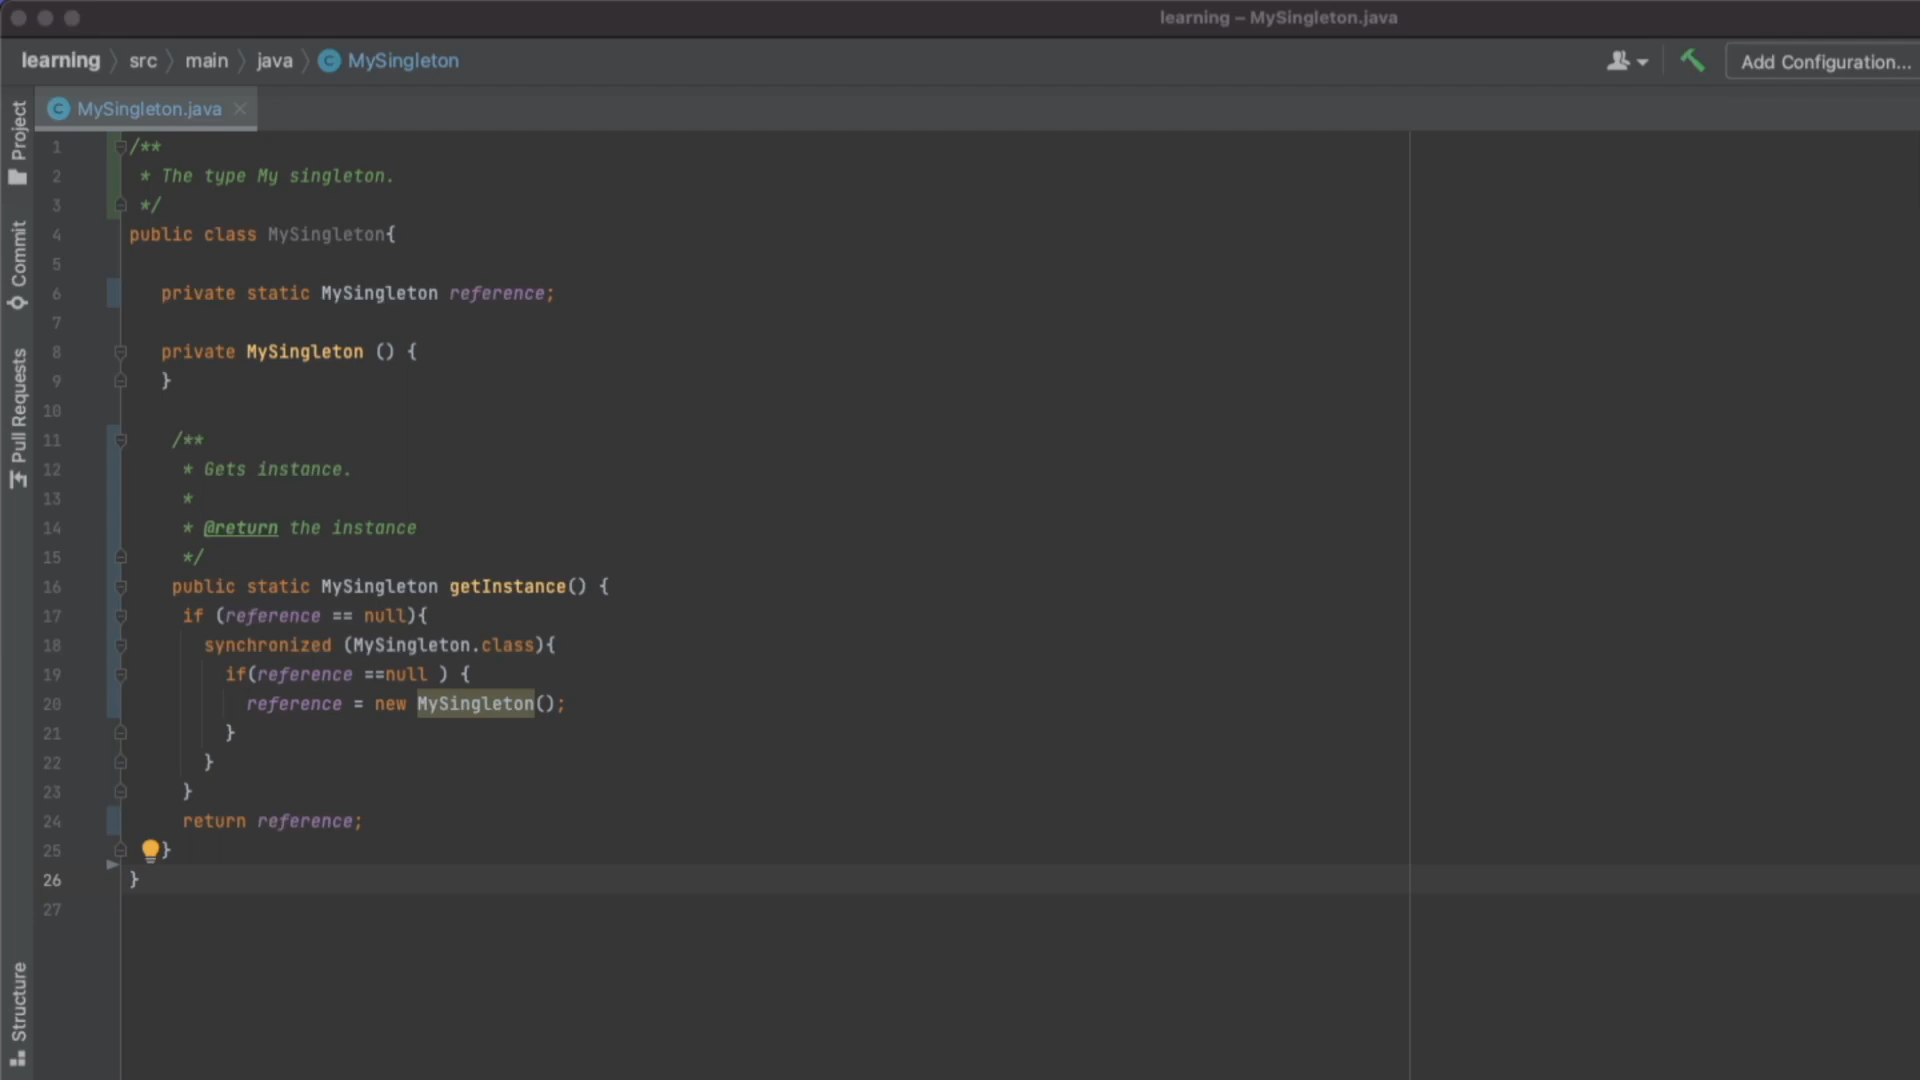 learning – MySingleton.java
learning src main java MySingleton
Add Configuration...
MySingleton.java
Project
Commit
Pull Requests
Structure
1 /**
2 * The type My singleton.
3 */
4 public class MySingleton{
5
6 private static MySingleton reference;
7
8 private MySingleton () {
9 }
10
11 /**
12 * Gets instance.
13 *
14 * @return the instance
15 */
16 public static MySingleton getInstance() {
17 if (reference == null){
18 synchronized (MySingleton.class){
19 if(reference ==null ) {
20 reference = new MySingleton();
21 }
22 }
23 }
24 return reference;
25 }
26 }
27